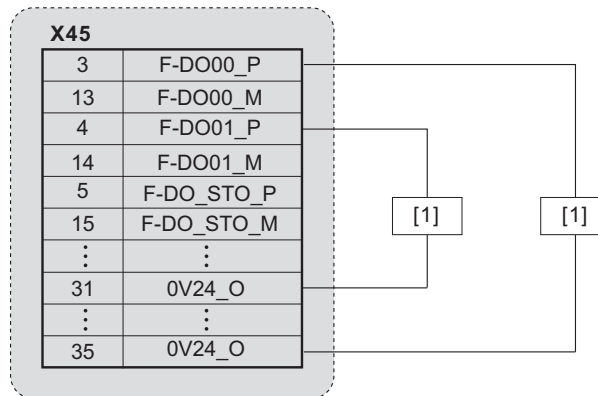 X45
3 F-DO00_P
13 F-DO00_M
4 F-DO01_P
14 F-DO01_M
5 F-DO_STO_P
15 F-DO_STO_M
⋮ ⋮
31 0V24_O
⋮ ⋮
35 0V24_O
[1] [1]